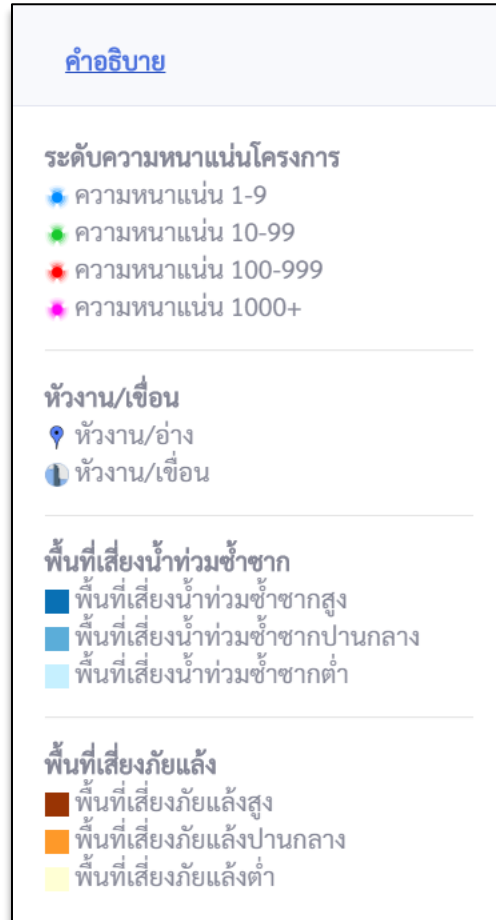 คำอธิบาย
ระดับความหนาแน่นโครงการ
ความหนาแน่น 1-9
ความหนาแน่น 10-99
ความหนาแน่น 100-999
ความหนาแน่น 1000+
หัวงาน/เขื่อน
หัวงาน/อ่าง
หัวงาน/เขื่อน
พื้นที่เสี่ยงน้ำท่วมซ้ำซาก
พื้นที่เสี่ยงน้ำท่วมซ้ำซากสูง
พื้นที่เสี่ยงน้ำท่วมซ้ำซากปานกลาง
พื้นที่เสี่ยงน้ำท่วมซ้ำซากต่ำ
พื้นที่เสี่ยงภัยแล้ง
พื้นที่เสี่ยงภัยแล้งสูง
พื้นที่เสี่ยงภัยแล้งปานกลาง
พื้นที่เสี่ยงภัยแล้งต่ำ